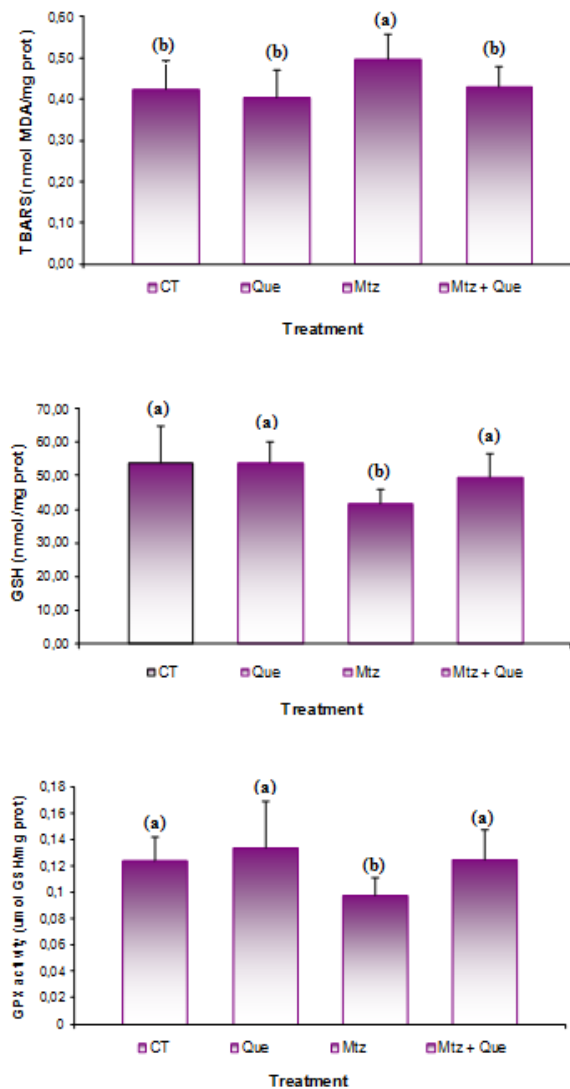 TBARS (nmol MDA/mg prot)
0,60
0,50
0,40
0,30
0,20
0,10
0,00
(b)
(b)
(a)
(b)
CT
Que
Mtz
Mtz + Que
Treatment
GSH (nmol/mg prot)
70,00
60,00
50,00
40,00
30,00
20,00
10,00
0,00
(a)
(a)
(b)
(a)
CT
Que
Mtz
Mtz + Que
Treatment
GPX activity (umol GSH/mg prot)
0,18
0,16
0,14
0,12
0,1
0,08
0,06
0,04
0,02
0
(a)
(a)
(b)
(a)
CT
Que
Mtz
Mtz + Que
Treatment